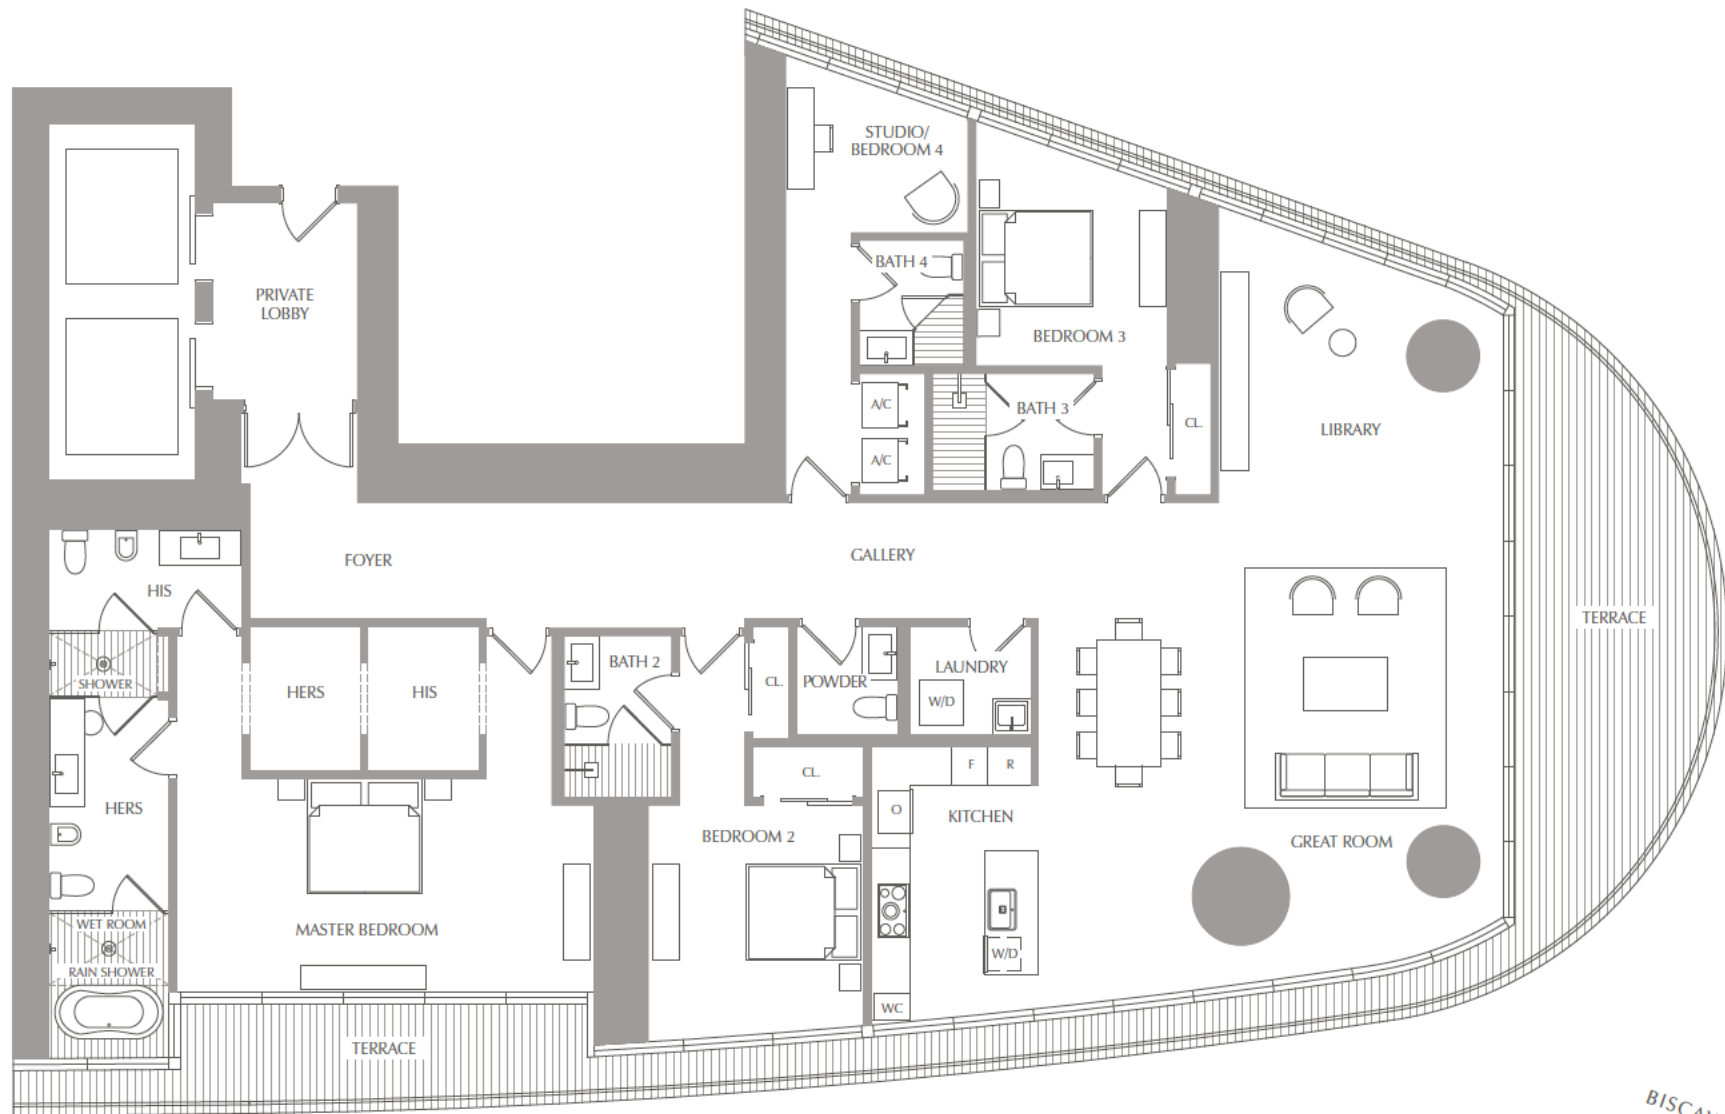 STUDIO/
BEDROOM 4
BATH 4
PRIVATE
LOBBY
BEDROOM 3
A/C
BATH 3
CL.
LIBRARY
A/C
FOYER
GALLERY
HIS
TERRACE
SHOWER
HERS
HIS
BATH 2
CL.
POWDER
LAUNDRY
W/D
CL.
F
R
HERS
O
KITCHEN
BEDROOM 2
GREAT ROOM
WET ROOM
MASTER BEDROOM
RAIN SHOWER
W/D
WC
TERRACE